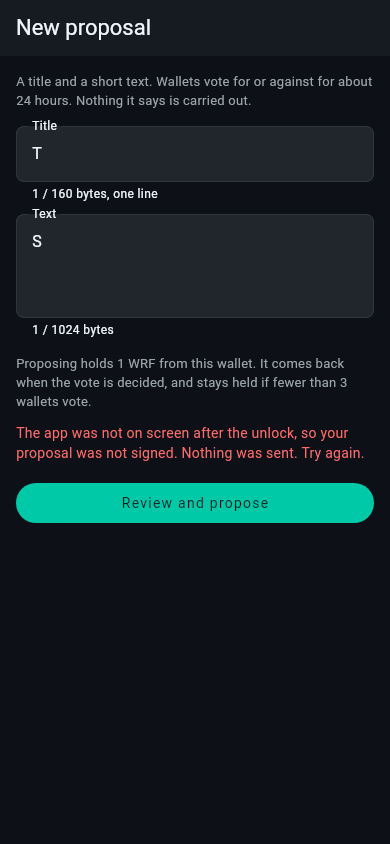 New proposal
A title and a short text. Wallets vote for or against for about
24 hours. Nothing it says is carried out.
Title
T
1 / 160 bytes, one line
Text
S
1 / 1024 bytes
Proposing holds 1 WRF from this wallet. It comes back
when the vote is decided, and stays held if fewer than 3
wallets vote.
The app was not on screen after the unlock, so your
proposal was not signed. Nothing was sent. Try again.
Review and propose